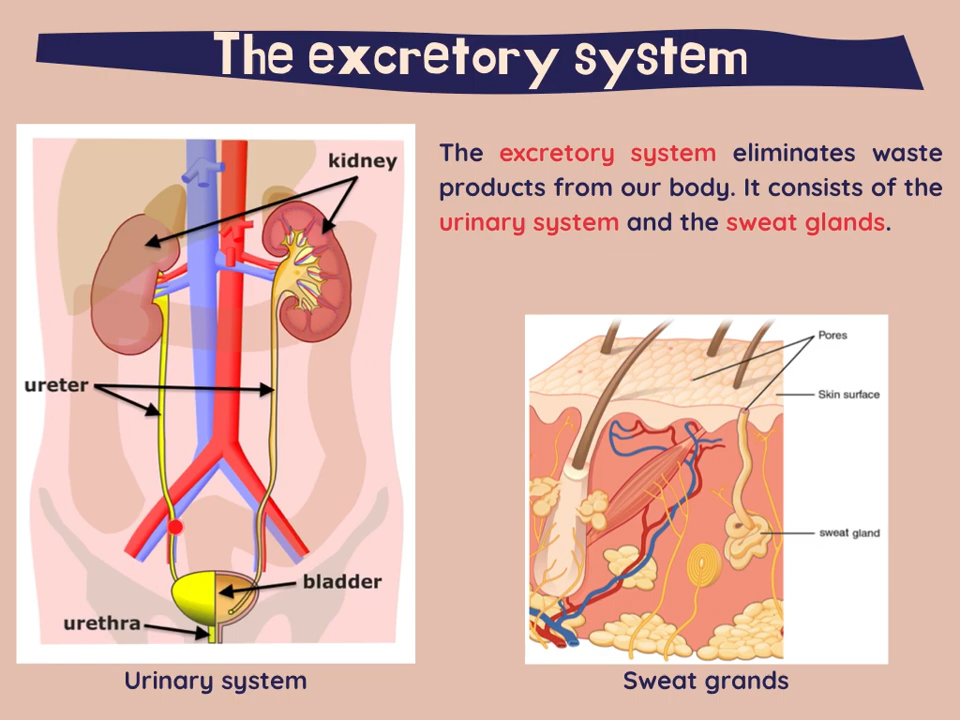 The excretory system
kidney
ureter
bladder
urethra
Urinary system
The excretory system eliminates waste
products from our body. It consists of the
urinary system and the sweat glands.
Pores
Skin surface
sweat gland
Sweat grands